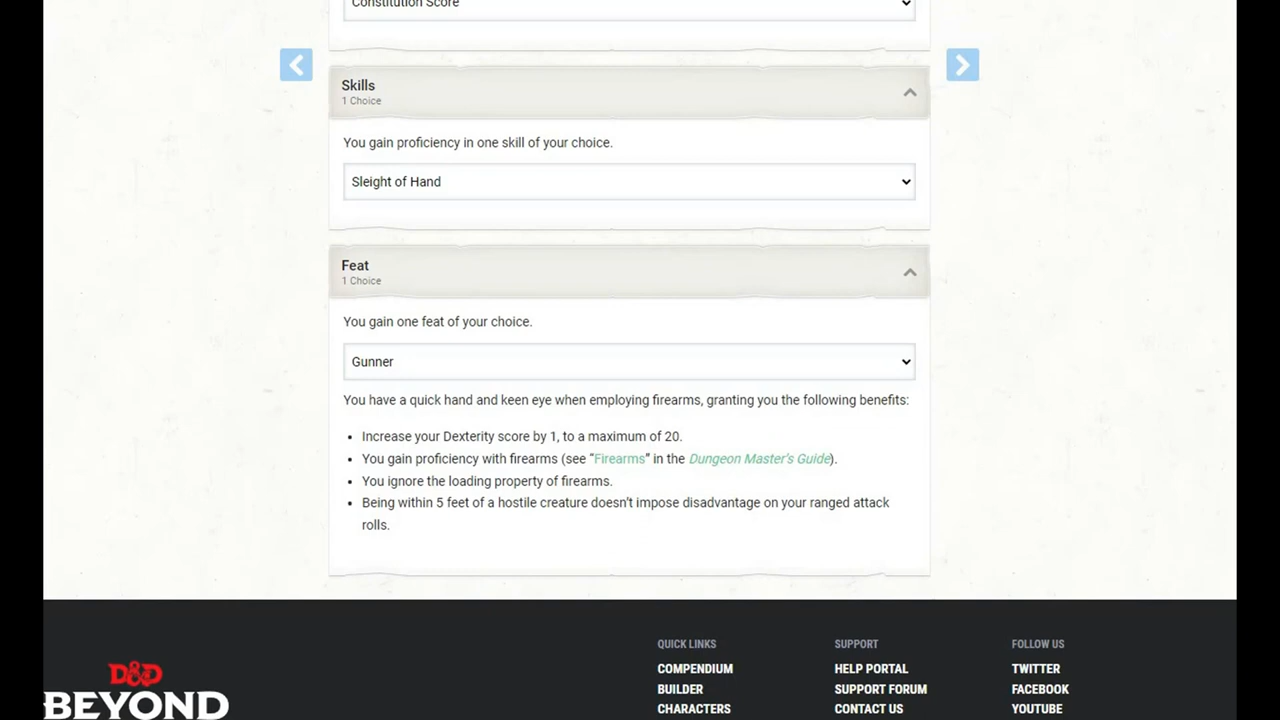 Constitution Score
Skills
1 Choice
You gain proficiency in one skill of your choice.
Sleight of Hand
Feat
1 Choice
You gain one feat of your choice.
Gunner
You have a quick hand and keen eye when employing firearms, granting you the following benefits:
• Increase your Dexterity score by 1, to a maximum of 20.
• You gain proficiency with firearms (see “Firearms” in the Dungeon Master’s Guide).
• You ignore the loading property of firearms.
• Being within 5 feet of a hostile creature doesn’t impose disadvantage on your ranged attack
rolls.
D&D
BEYOND
QUICK LINKS
COMPENDIUM
BUILDER
CHARACTERS
SUPPORT
HELP PORTAL
SUPPORT FORUM
CONTACT US
FOLLOW US
TWITTER
FACEBOOK
YOUTUBE